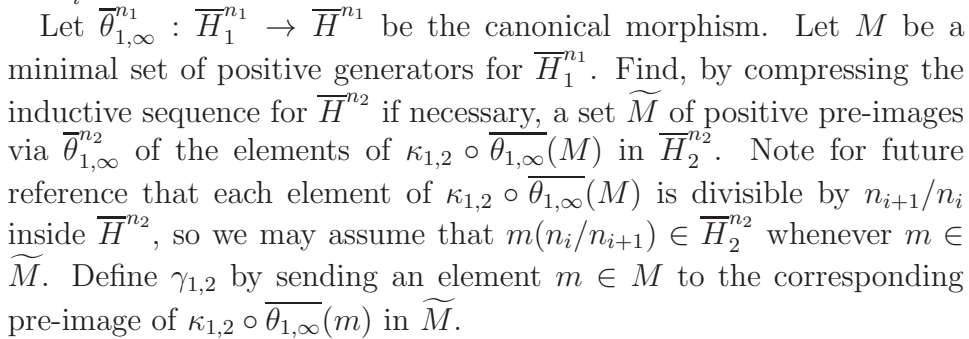 Let $\overline{\theta}_{1,\infty}^{n_1} : \overline{H}_1^{n_1} \to \overline{H}^{n_1}$ be the canonical morphism. Let $M$ be a
minimal set of positive generators for $\overline{H}_1^{n_1}$. Find, by compressing the
inductive sequence for $\overline{H}^{n_2}$ if necessary, a set $\widetilde{M}$ of positive pre-images
via $\overline{\theta}_{1,\infty}^{n_2}$ of the elements of $\kappa_{1,2} \circ \overline{\theta_{1,\infty}}(M)$ in $\overline{H}_2^{n_2}$. Note for future
reference that each element of $\kappa_{1,2} \circ \overline{\theta_{1,\infty}}(M)$ is divisible by $n_{i+1}/n_i$
inside $\overline{H}^{n_2}$, so we may assume that $m(n_i/n_{i+1}) \in \overline{H}_2^{n_2}$ whenever $m \in$
$\widetilde{M}$. Define $\gamma_{1,2}$ by sending an element $m \in M$ to the corresponding
pre-image of $\kappa_{1,2} \circ \overline{\theta_{1,\infty}}(m)$ in $\widetilde{M}$.